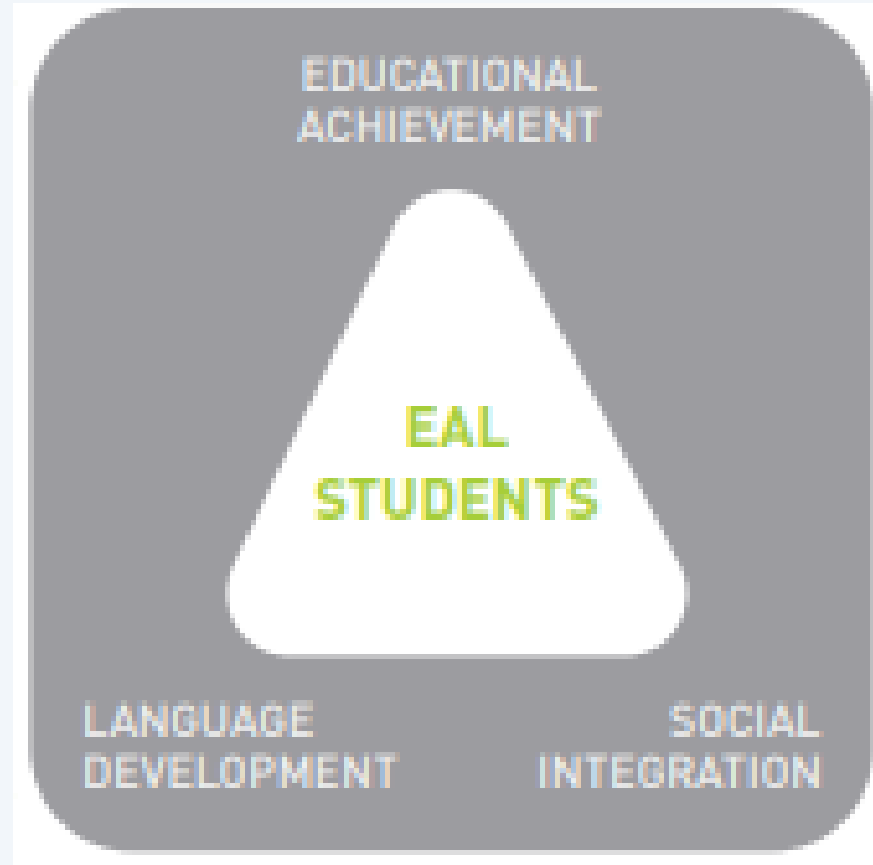 EDUCATIONAL
ACHIEVEMENT
EAL
STUDENTS
LANGUAGE
DEVELOPMENT
SOCIAL
INTEGRATION